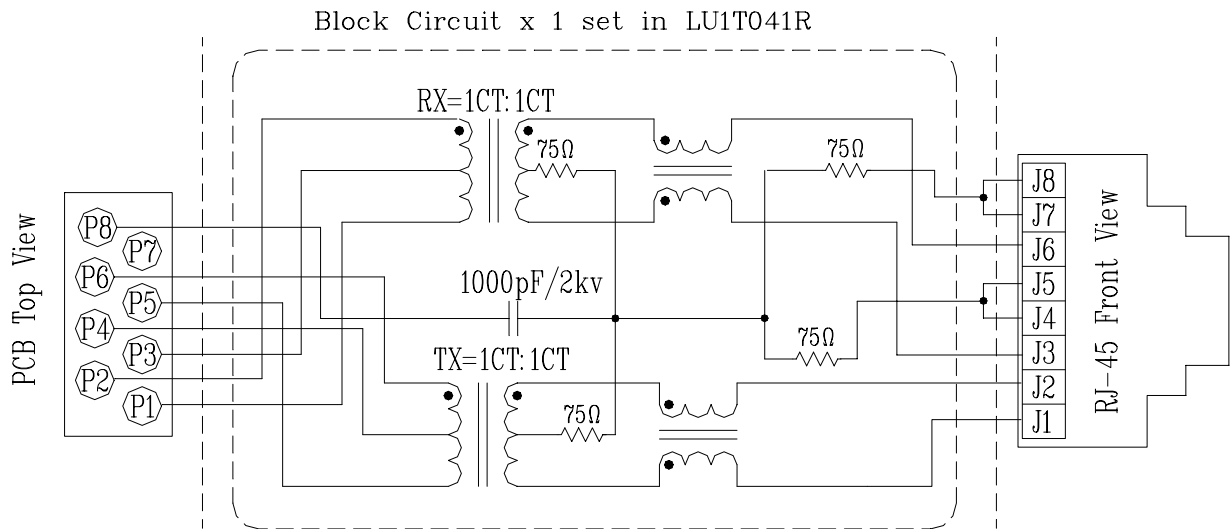 Block Circuit x 1 set in LU1T041R
RX=1CT:1CT
75Ω
75Ω
PCB Top View
P8
P7
P6
P5
P4
P3
P2
P1
1000pF/2kv
75Ω
TX=1CT:1CT
75Ω
J8
J7
J6
J5
J4
J3
J2
J1
RJ-45 Front View